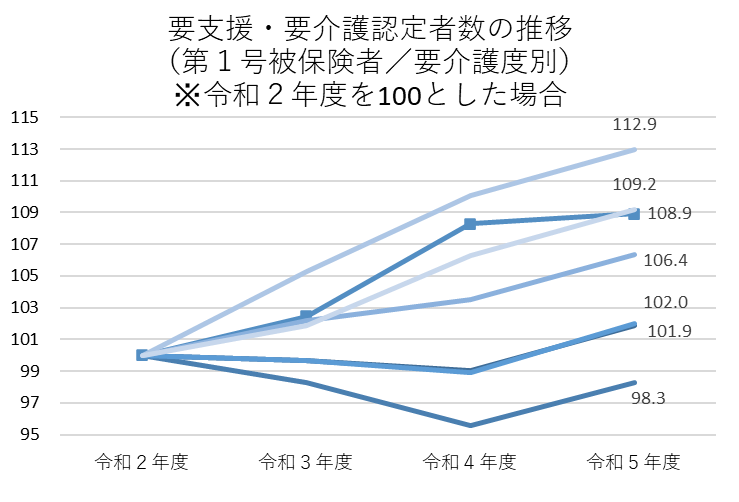 要支援・要介護認定者数の推移
（第１号被保険者／要介護度別）
※令和２年度を100とした場合
115
113
111
109
107
105
103
101
99
97
95
112.9
109.2
108.9
106.4
102.0
101.9
98.3
令和２年度
令和３年度
令和４年度
令和５年度